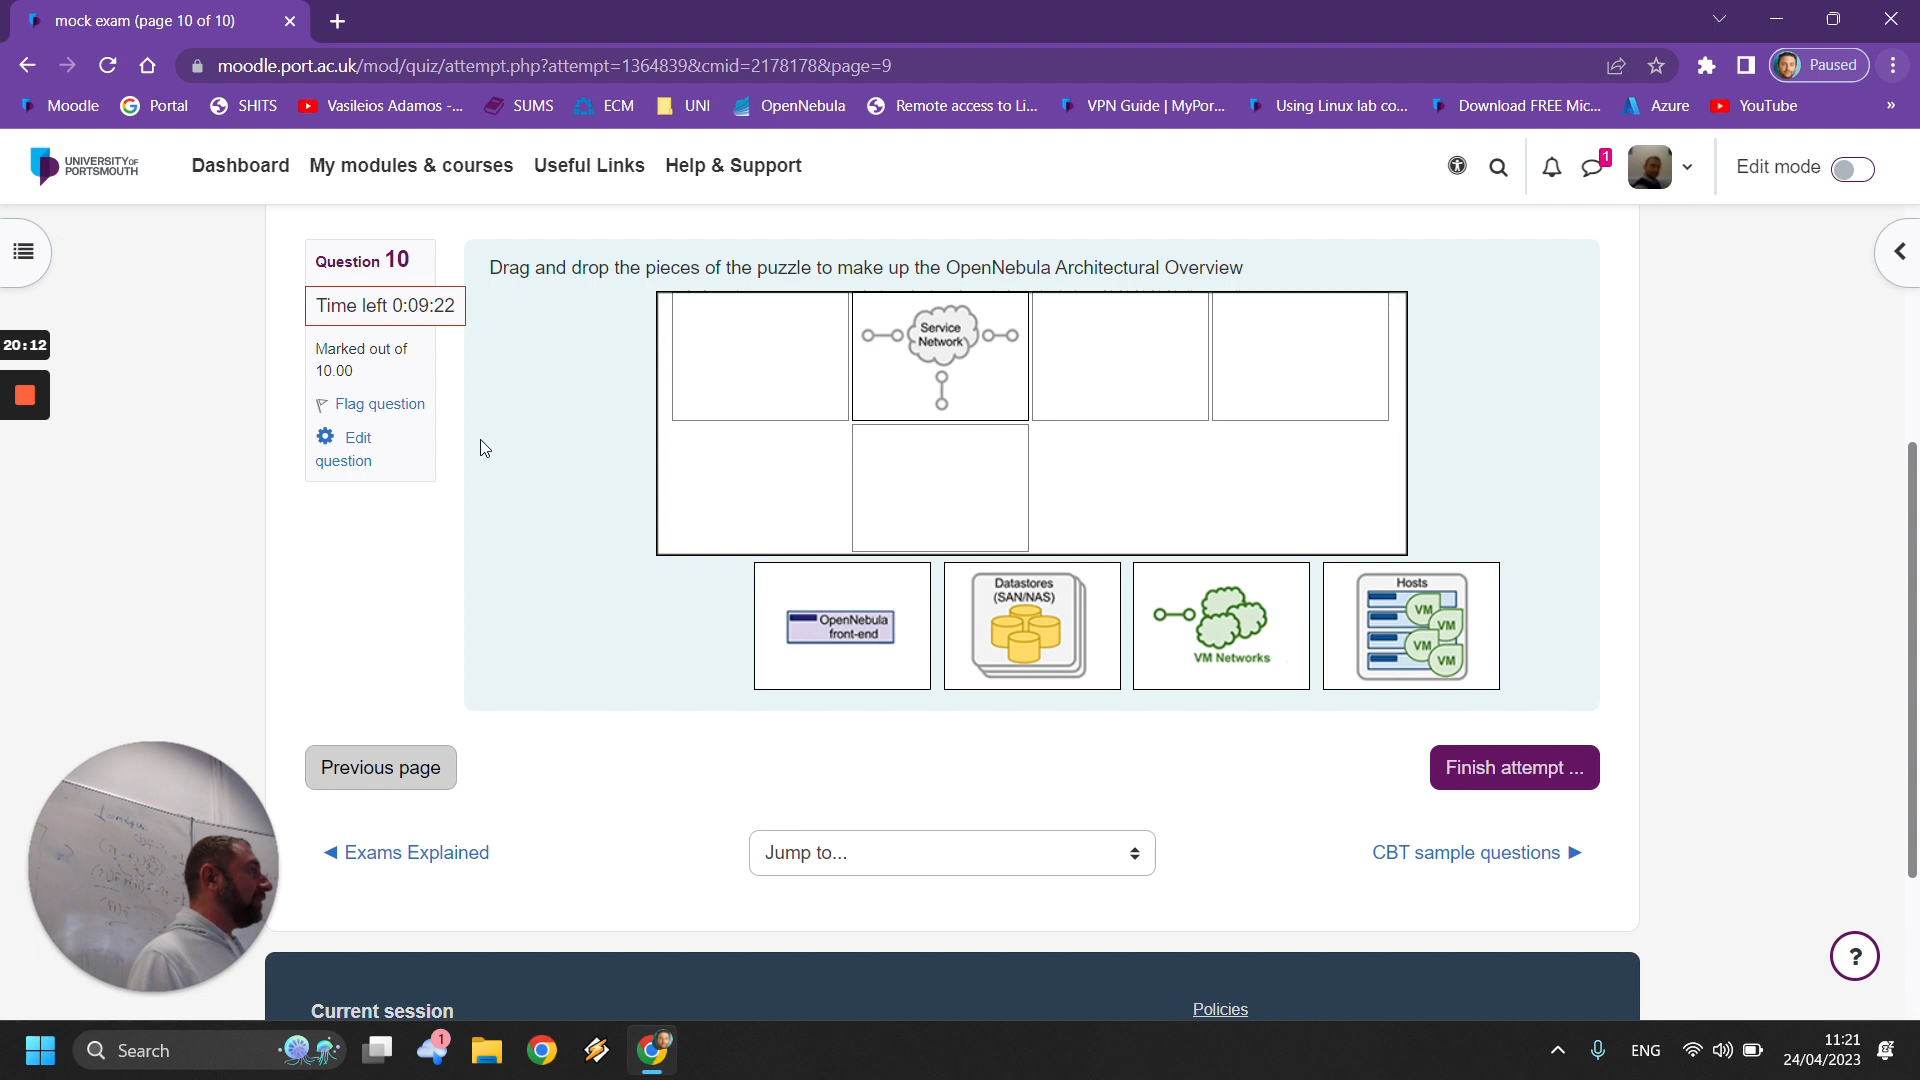 mock exam (page 10 of 10)
moodle.port.ac.uk/mod/quiz/attempt.php?attempt=1364839&cmid=2178178&page=9
Paused
Moodle
Portal
SHITS
Vasileios Adamos -...
SUMS
ECM
UNI
OpenNebula
Remote access to Li...
VPN Guide | MyPor...
Using Linux lab co...
Download FREE Mic...
Azure
YouTube
»
UNIVERSITY OF
PORTSMOUTH
Dashboard
My modules & courses
Useful Links
Help & Support
1
Edit mode
Question 10
Time left 0:09:22
Marked out of
10.00
Flag question
Edit
question
20:12
Drag and drop the pieces of the puzzle to make up the OpenNebula Architectural Overview
Service
Network
OpenNebula
front-end
Datastores
(SAN/NAS)
VM Networks
Hosts
VM
VM
VM
VM
Previous page
Finish attempt ...
◄ Exams Explained
Jump to...
CBT sample questions ►
?
Current session
Policies
Search
1
ENG
11:21
24/04/2023